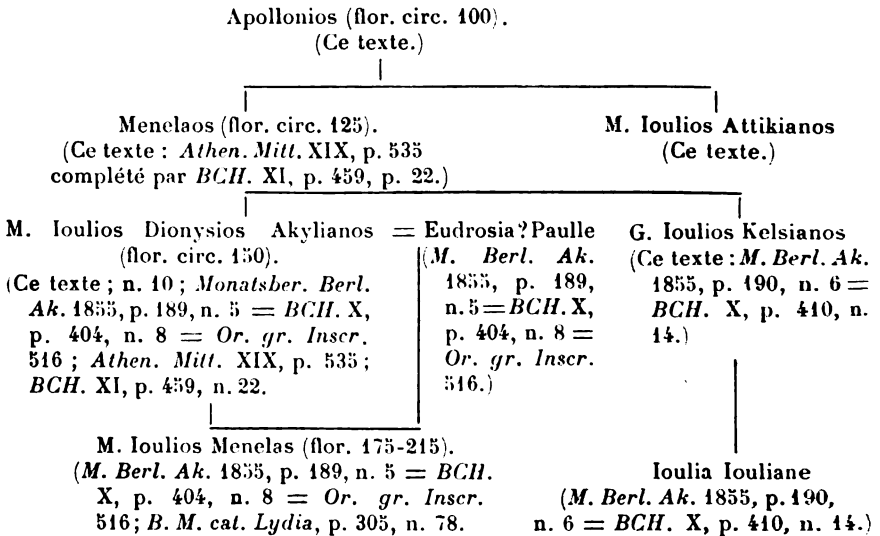 Apollonios (flor. circ. 100).
(Ce texte.)
Menelaos (flor. circ. 125).
(Ce texte : Athen. Mitt. XIX, p. 535
complété par BCH. XI, p. 459, p. 22.)
M. Ioulios Attikianos
(Ce texte.)
M. Ioulios Dionysios Akylianos = Eudrosia? Paulle
(flor. circ. 150).
(Ce texte ; n. 10 ; Monatsber. Berl.
Ak. 1855, p. 189, n. 5 = BCH. X,
p. 404, n. 8 = Or. gr. Inscr.
516 ; Athen. Mitt. XIX, p. 535 ;
BCH. XI, p. 459, n. 22.
(M. Berl. Ak.
1855, p. 189,
n. 5 = BCH. X,
p. 404, n. 8 =
Or. gr. Inscr.
516.)
G. Ioulios Kelsianos
(Ce texte : M. Berl. Ak.
1855, p. 190, n. 6 =
BCH. X, p. 410, n.
14.)
M. Ioulios Menelas (flor. 175-215).
(M. Berl. Ak. 1855, p. 189, n. 5 = BCH.
X, p. 404, n. 8 = Or. gr. Inscr.
516 ; B. M. cat. Lydia, p. 305, n. 78.
Ioulia Iouliane
(M. Berl. Ak. 1855, p. 190,
n. 6 = BCH. X, p. 410, n. 14.)